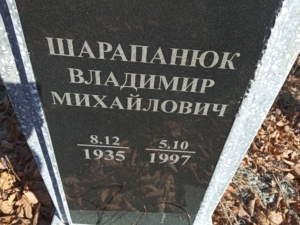 ШАРАПАНЮК
ВЛАДИМИР
МИХАЙЛОВИЧ
8.12 5.10
1935 1997